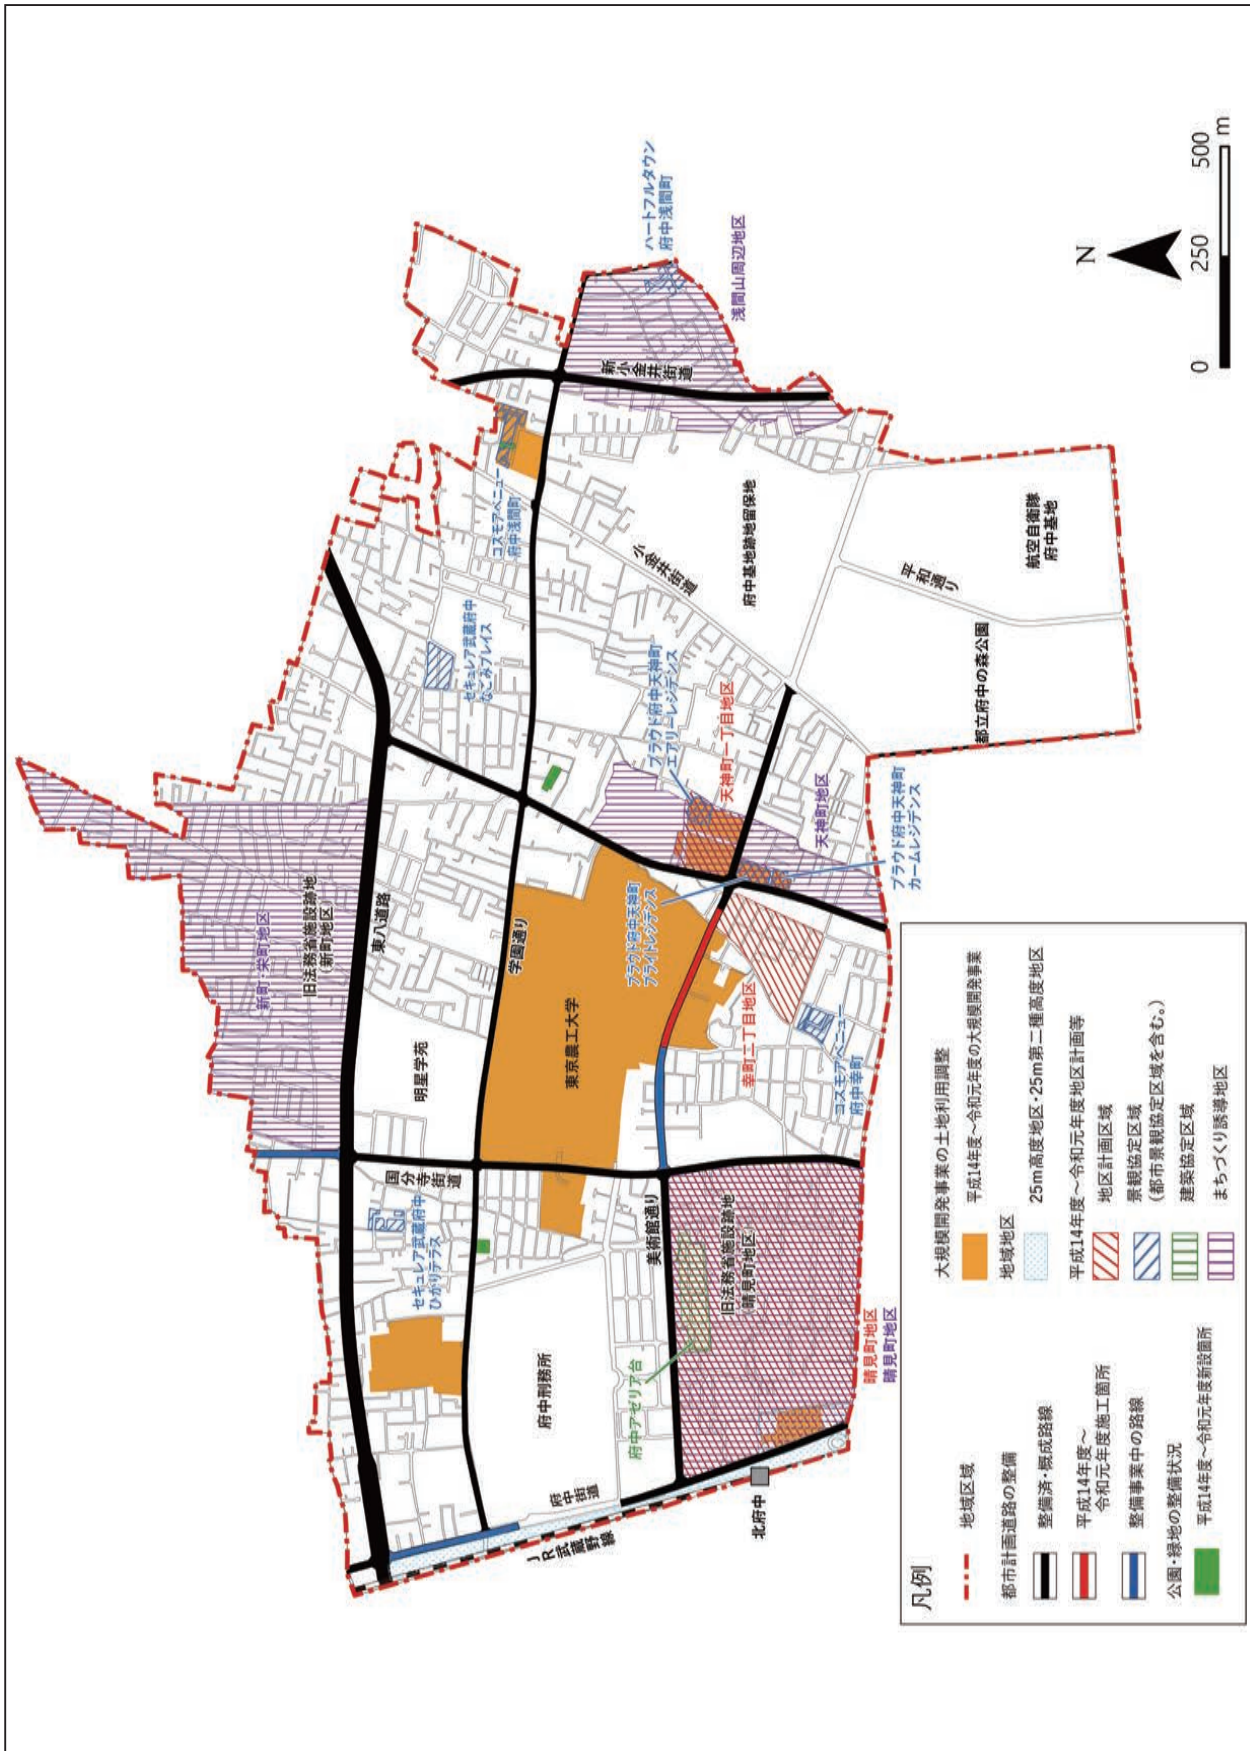 新町・栄町地区
旧法務省施設跡地
(新町地区)
東八道路
明星学苑
学園通り
東京農工大学
国分寺街道
セキュレア武蔵府中
ひかりテラス
府中刑務所
府中街道
JR武蔵野線
北府中
府中アゼリア台
美術館通り
旧法務省施設跡地
(晴見町地区)
晴見町地区
晴見町地区
幸町二丁目地区
コスモアベニュー
府中幸町
プラウド府中天神町
プライドレジデンス
プラウド府中天神町
エアリーレジデンス
天神町一丁目地区
天神町地区
プラウド府中天神町
カームレジデンス
セキュレア武蔵府中
なごみプレイス
コスモアベニュー
府中浅間町
小金井街道
新小金井街道
ハートフルタウン
府中浅間町
浅間山周辺地区
府中基地跡地留保地
平和通り
航空自衛隊
府中基地
都立府中の森公園
N
0 250 500 m
凡例
地域区域
都市計画道路の整備
整備済・概成路線
平成14年度～
令和元年度施工箇所
整備事業中の路線
公園・緑地の整備状況
平成14年度～令和元年度新設箇所
大規模開発事業の土地利用調整
平成14年度～令和元年度の大規模開発事業
地域地区
25m高度地区・25m第二種高度地区
平成14年度～令和元年度地区計画等
地区計画区域
景観協定区域
(都市景観協定区域を含む。)
建築協定区域
まちづくり誘導地区